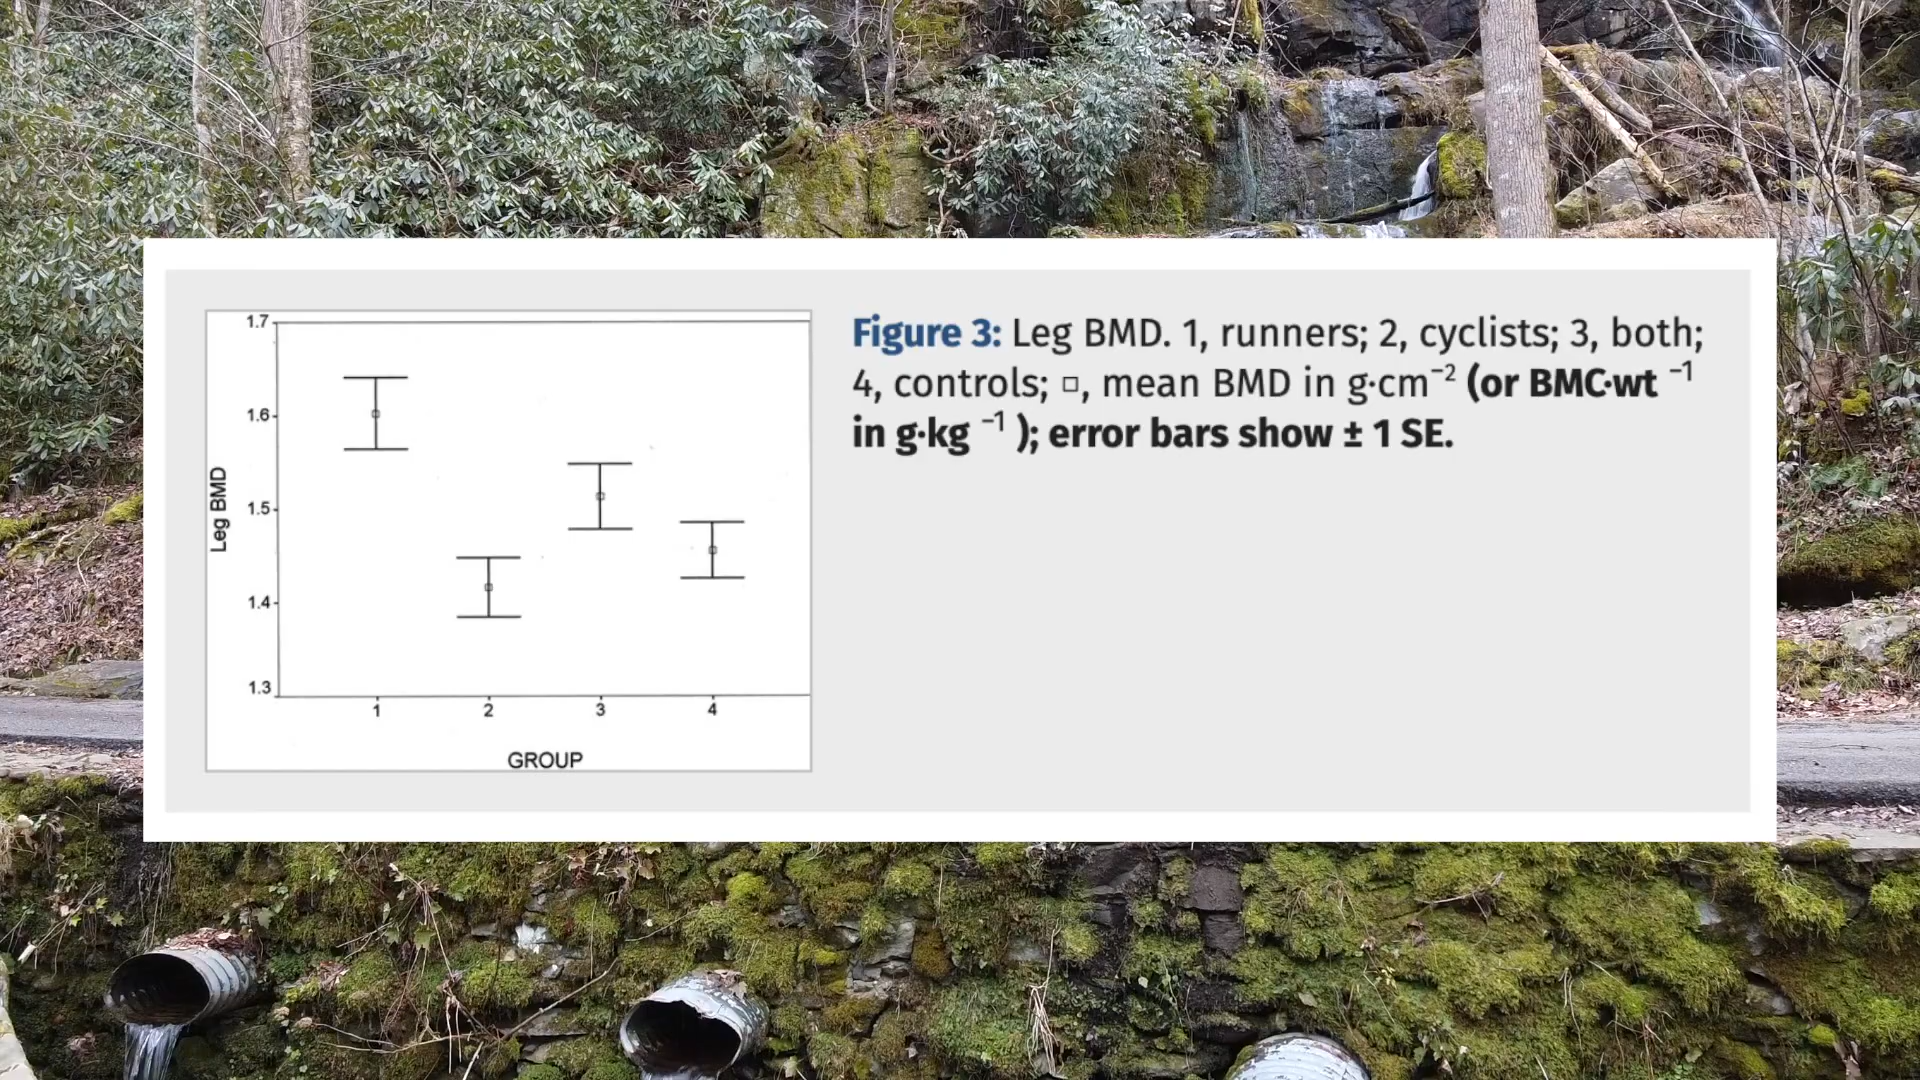 1.7
1.6
1.5
1.4
1.3
Leg BMD
1
2
3
4
GROUP
Figure 3: Leg BMD. 1, runners; 2, cyclists; 3, both;
4, controls; ▫, mean BMD in g·cm⁻² (or BMC·wt ⁻¹
in g·kg ⁻¹ ); error bars show ± 1 SE.